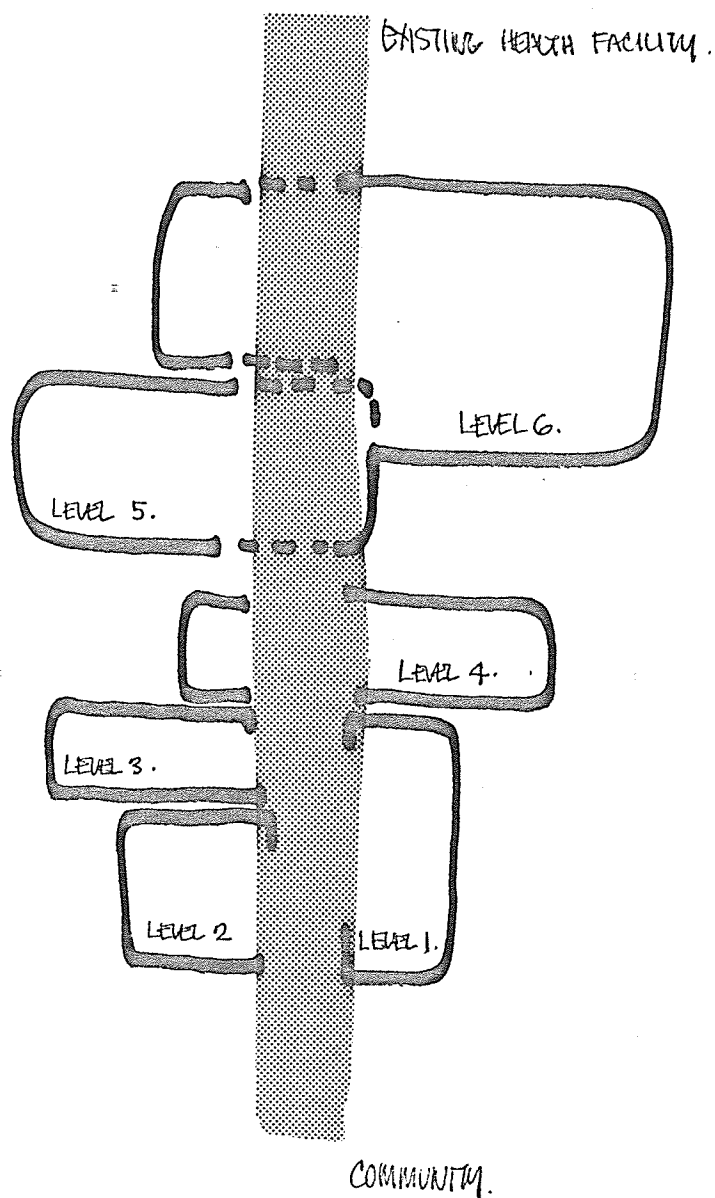 EXISTING HEALTH FACILITY.
LEVEL 6.
LEVEL 5.
LEVEL 4.
LEVEL 3.
LEVEL 2
LEVEL 1.
COMMUNITY.